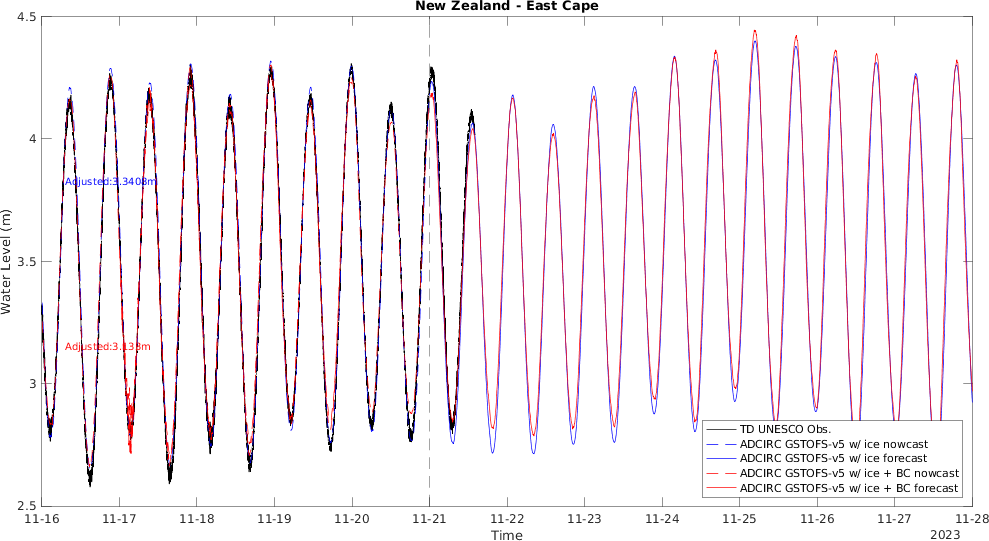 New Zealand - East Cape
4.5
4
3.5
3
2.5
Water Level (m)
Adjusted:3.3408m
Adjusted:3.138m
TD UNESCO Obs.
ADCIRC GSTOFS-v5 w/ ice nowcast
ADCIRC GSTOFS-v5 w/ ice forecast
ADCIRC GSTOFS-v5 w/ ice + BC nowcast
ADCIRC GSTOFS-v5 w/ ice + BC forecast
11-16 11-17 11-18 11-19 11-20 11-21 11-22 11-23 11-24 11-25 11-26 11-27 11-28
Time
2023